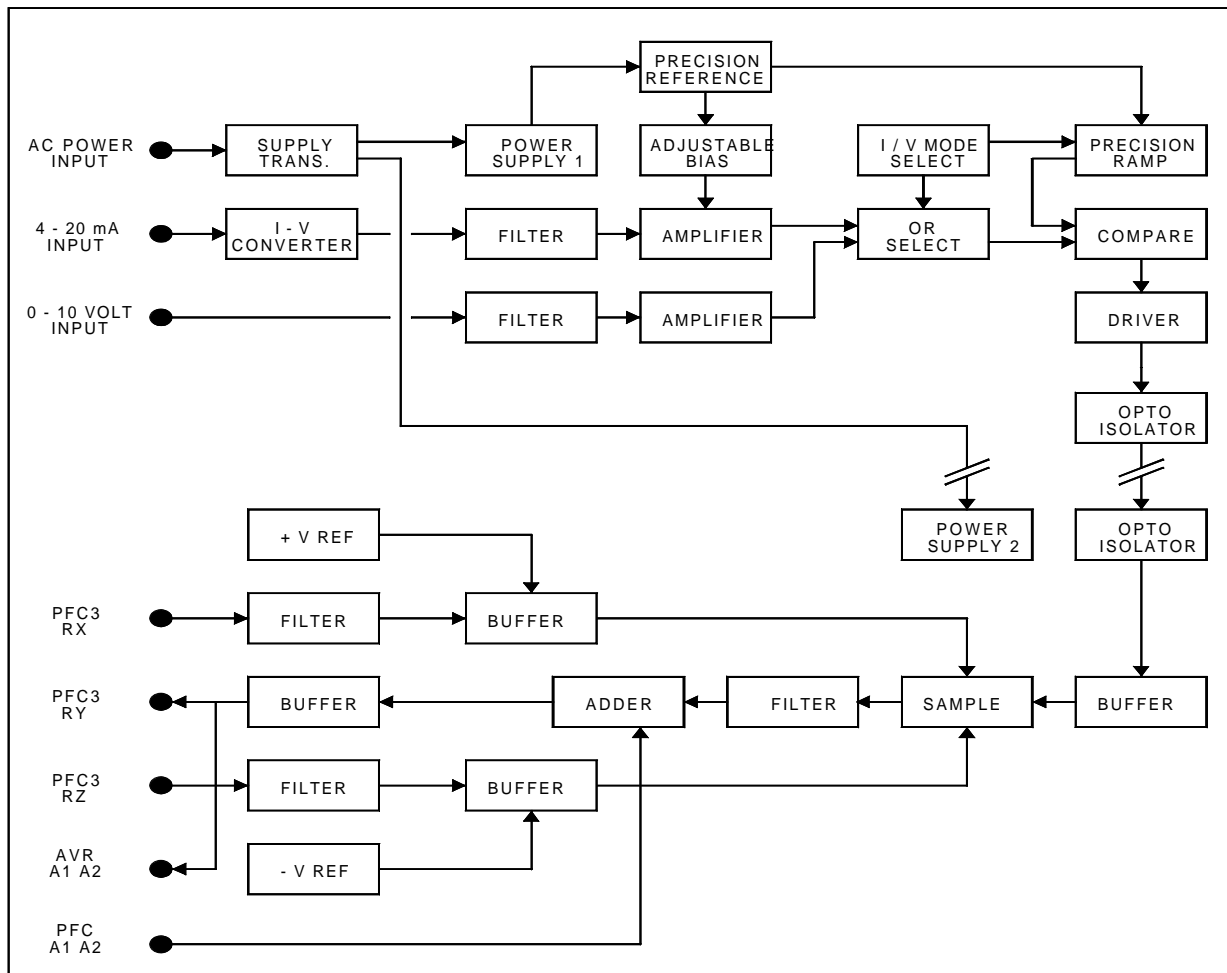 PRECISION
REFERENCE
AC POWER
INPUT
SUPPLY
TRANS.
POWER
SUPPLY 1
ADJUSTABLE
BIAS
I / V MODE
SELECT
PRECISION
RAMP
4 - 20 mA
INPUT
I - V
CONVERTER
FILTER
AMPLIFIER
OR
SELECT
COMPARE
0 - 10 VOLT
INPUT
FILTER
AMPLIFIER
DRIVER
OPTO
ISOLATOR
+ V REF
POWER
SUPPLY 2
OPTO
ISOLATOR
PFC3
RX
FILTER
BUFFER
PFC3
RY
BUFFER
ADDER
FILTER
SAMPLE
BUFFER
PFC3
RZ
FILTER
BUFFER
AVR
A1 A2
- V REF
PFC
A1 A2